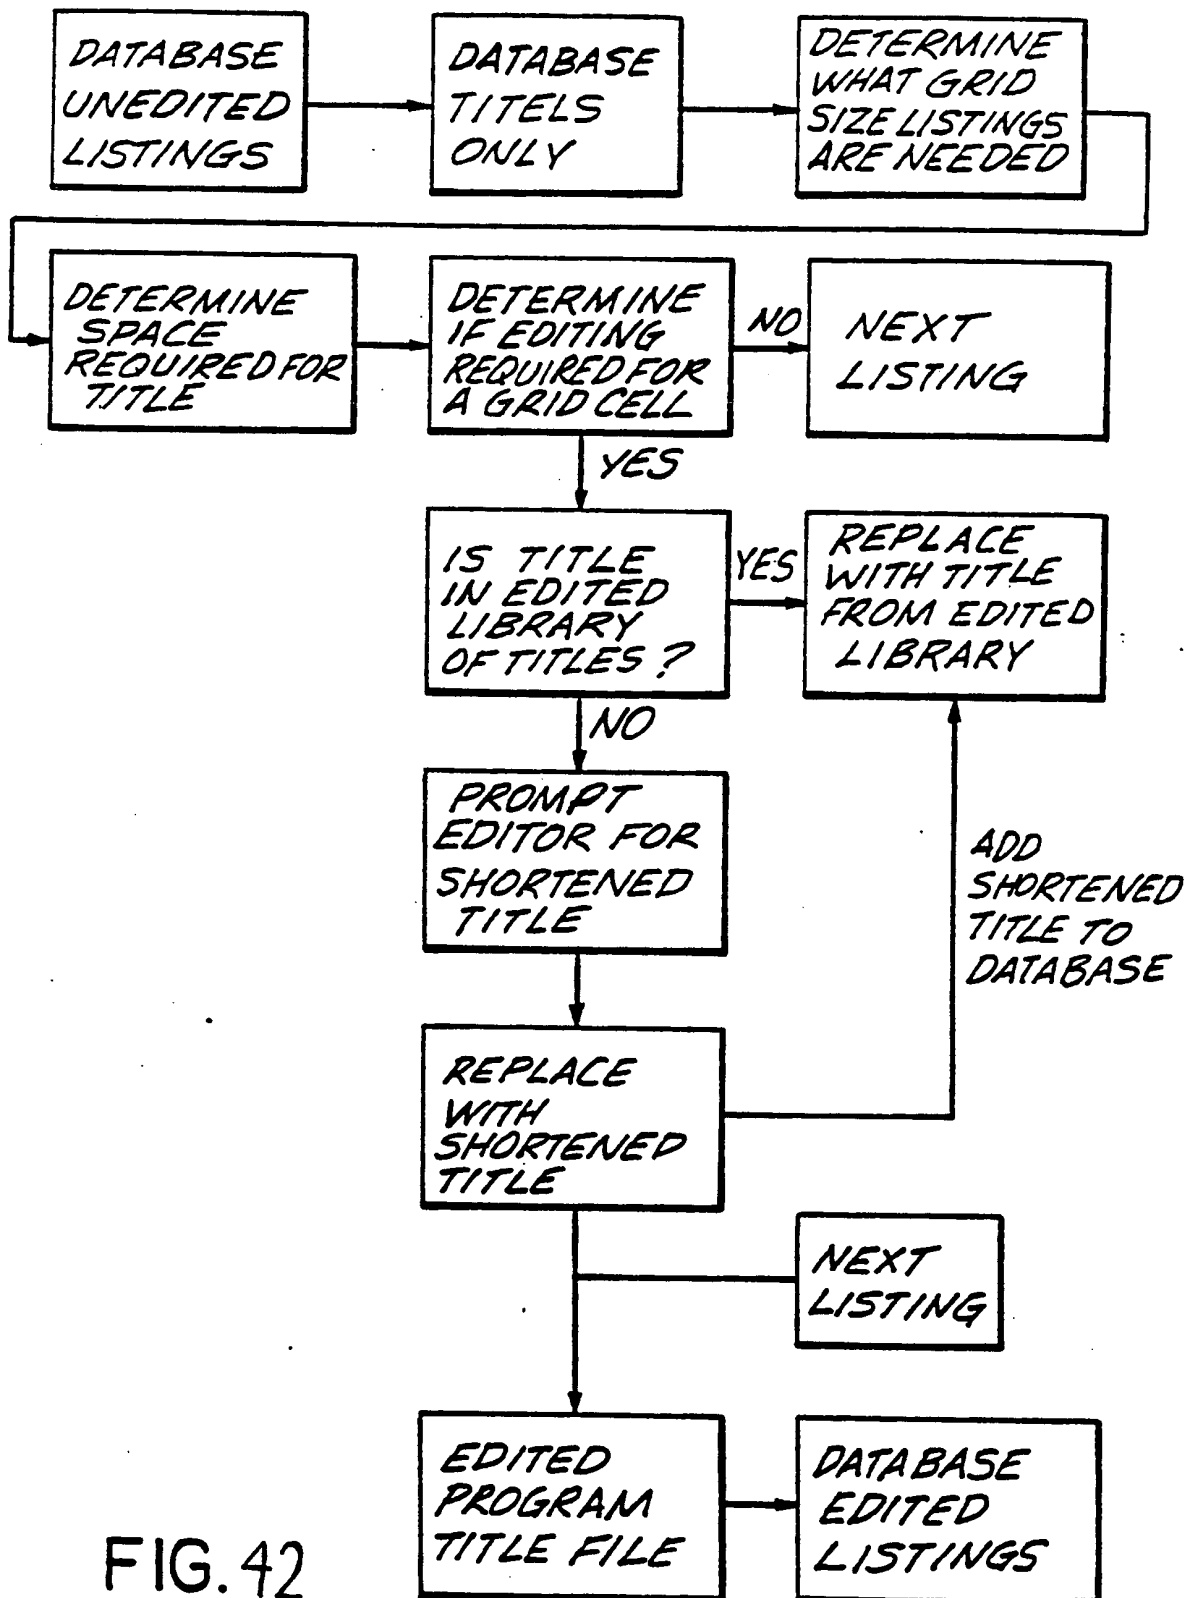 DATABASE
UNEDITED
LISTINGS
DATABASE
TITELS
ONLY
DETERMINE
WHAT GRID
SIZE LISTINGS
ARE NEEDED
DETERMINE
SPACE
REQUIRED FOR
TITLE
DETERMINE
IF EDITING
REQUIRED FOR
A GRID CELL
NO
NEXT
LISTING
YES
IS TITLE
IN EDITED
LIBRARY
OF TITLES?
YES
REPLACE
WITH TITLE
FROM EDITED
LIBRARY
NO
PROMPT
EDITOR FOR
SHORTENED
TITLE
ADD
SHORTENED
TITLE TO
DATABASE
REPLACE
WITH
SHORTENED
TITLE
NEXT
LISTING
EDITED
PROGRAM
TITLE FILE
DATABASE
EDITED
LISTINGS
FIG. 42